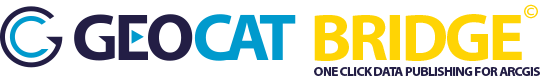 GEOCAT BRIDGE©
ONE CLICK DATA PUBLISHING FOR ARCGIS